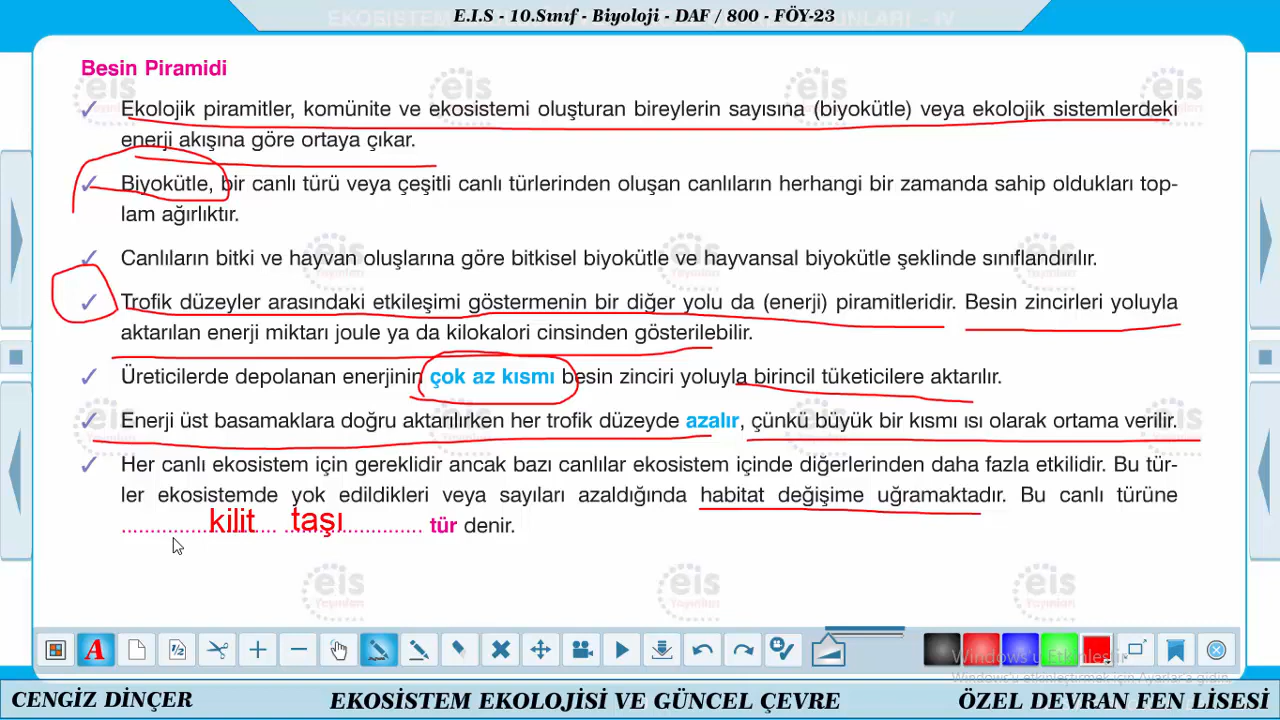 E.I.S - 10.Sınıf - Biyoloji - DAF / 800 - FÖY-23
Besin Piramidi
✓ Ekolojik piramitler, komünite ve ekosistemi oluşturan bireylerin sayısına (biyokütle) veya ekolojik sistemlerdeki
enerji akışına göre ortaya çıkar.
✓ Biyokütle, bir canlı türü veya çeşitli canlı türlerinden oluşan canlıların herhangi bir zamanda sahip oldukları top-
lam ağırlıktır.
✓ Canlıların bitki ve hayvan oluşlarına göre bitkisel biyokütle ve hayvansal biyokütle şeklinde sınıflandırılır.
✓ Trofik düzeyler arasındaki etkileşimi göstermenin bir diğer yolu da (enerji) piramitleridir. Besin zincirleri yoluyla
aktarılan enerji miktarı joule ya da kilokalori cinsinden gösterilebilir.
✓ Üreticilerde depolanan enerjinin çok az kısmı besin zinciri yoluyla birincil tüketicilere aktarılır.
✓ Enerji üst basamaklara doğru aktarılırken her trofik düzeyde azalır, çünkü büyük bir kısmı ısı olarak ortama verilir.
✓ Her canlı ekosistem için gereklidir ancak bazı canlılar ekosistem içinde diğerlerinden daha fazla etkilidir. Bu tür-
ler ekosistemde yok edildikleri veya sayıları azaldığında habitat değişime uğramaktadır. Bu canlı türüne
kilit taşı tür denir.
Windows'u Etkinleştir
Windows'u etkinleştirmek için Ayarlar'a gidin.
CENGİZ DİNÇER EKOSİSTEM EKOLOJİSİ VE GÜNCEL ÇEVRE ÖZEL DEVRAN FEN LİSESİ